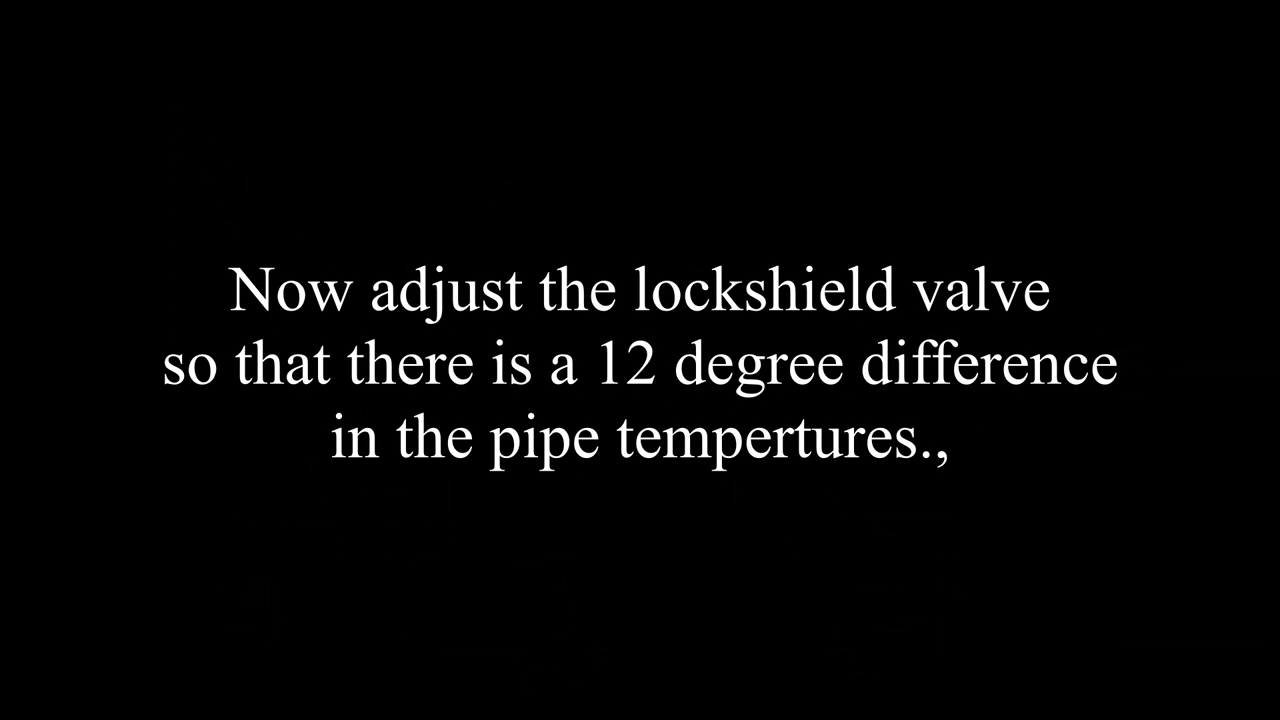 Now adjust the lockshield valve
so that there is a 12 degree difference
in the pipe tempertures.,